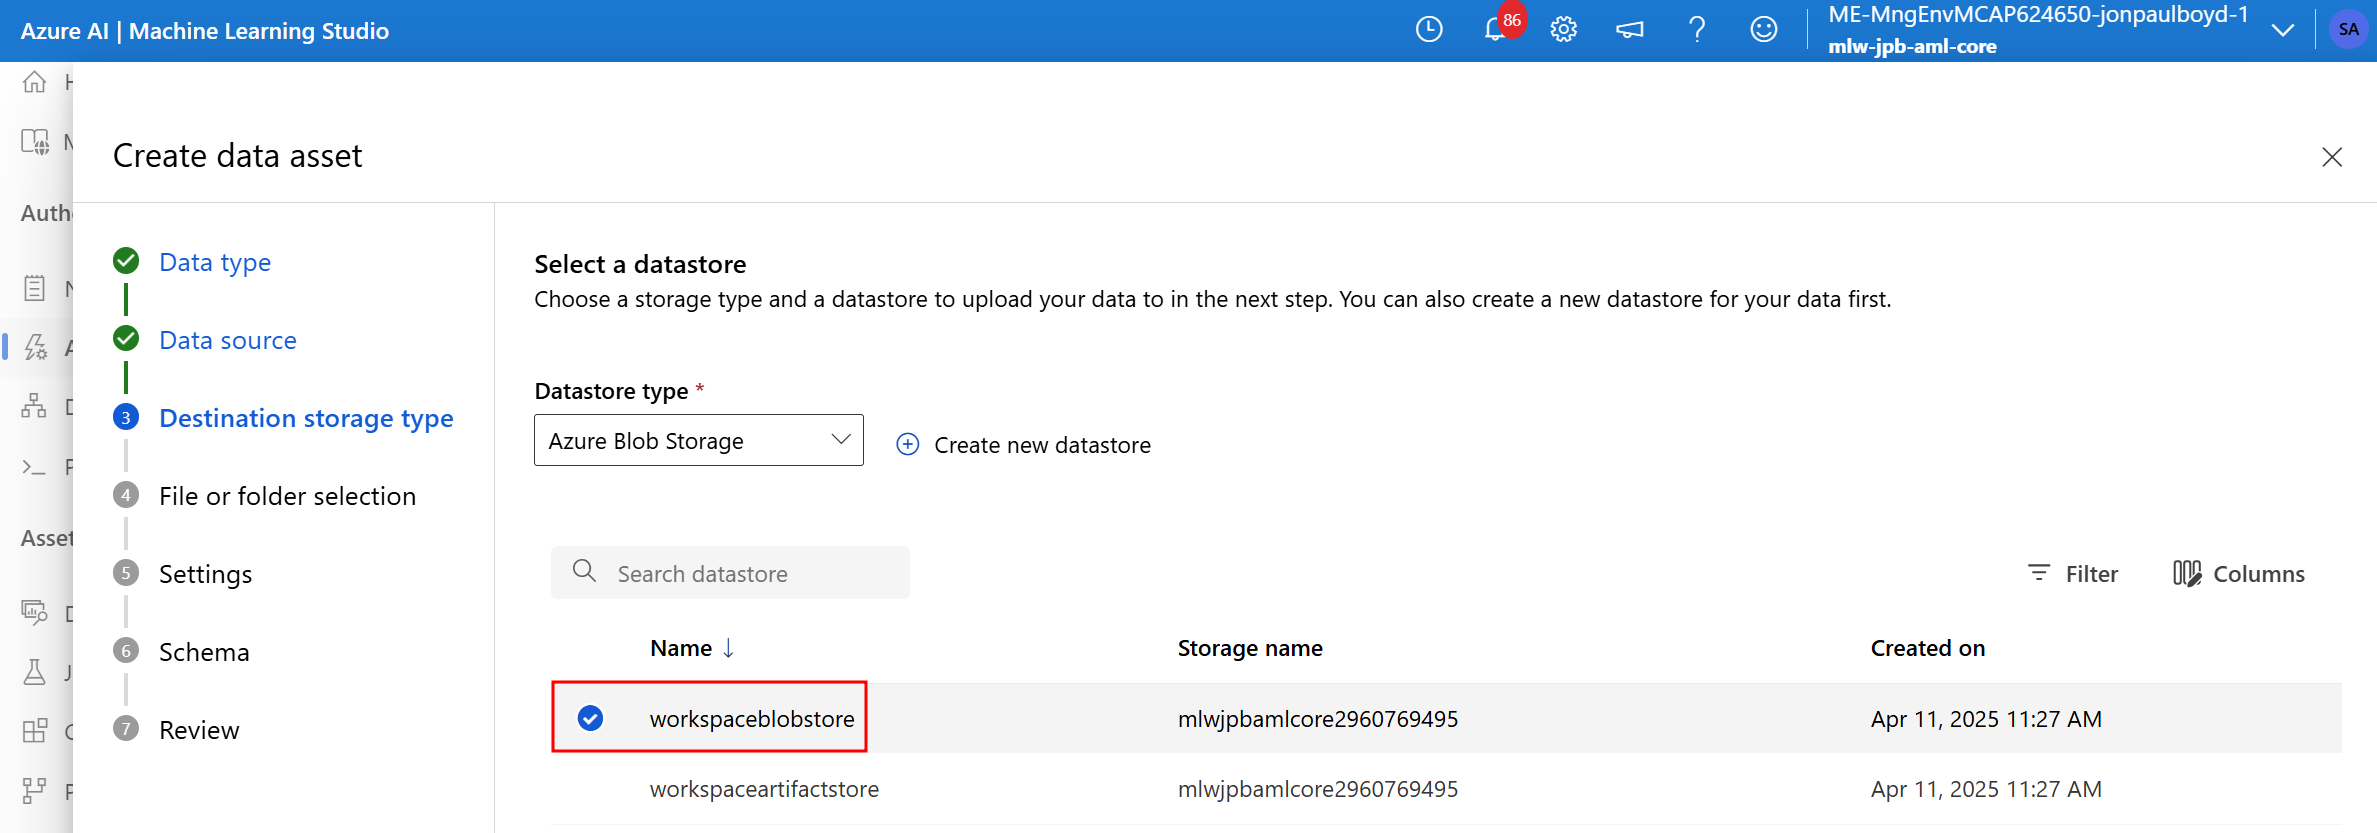 Azure AI | Machine Learning Studio
86
ME-MngEnvMCAP624650-jonpaulboyd-1
mlw-jpb-aml-core
SA
Create data asset
Auth
Asset
Data type
Data source
3 Destination storage type
4 File or folder selection
5 Settings
6 Schema
7 Review
Select a datastore
Choose a storage type and a datastore to upload your data to in the next step. You can also create a new datastore for your data first.
Datastore type *
Azure Blob Storage
Create new datastore
Search datastore
Filter
Columns
Name ↓ Storage name Created on
workspaceblobstore mlwjpbamlcore2960769495 Apr 11, 2025 11:27 AM
workspaceartifactstore mlwjpbamlcore2960769495 Apr 11, 2025 11:27 AM